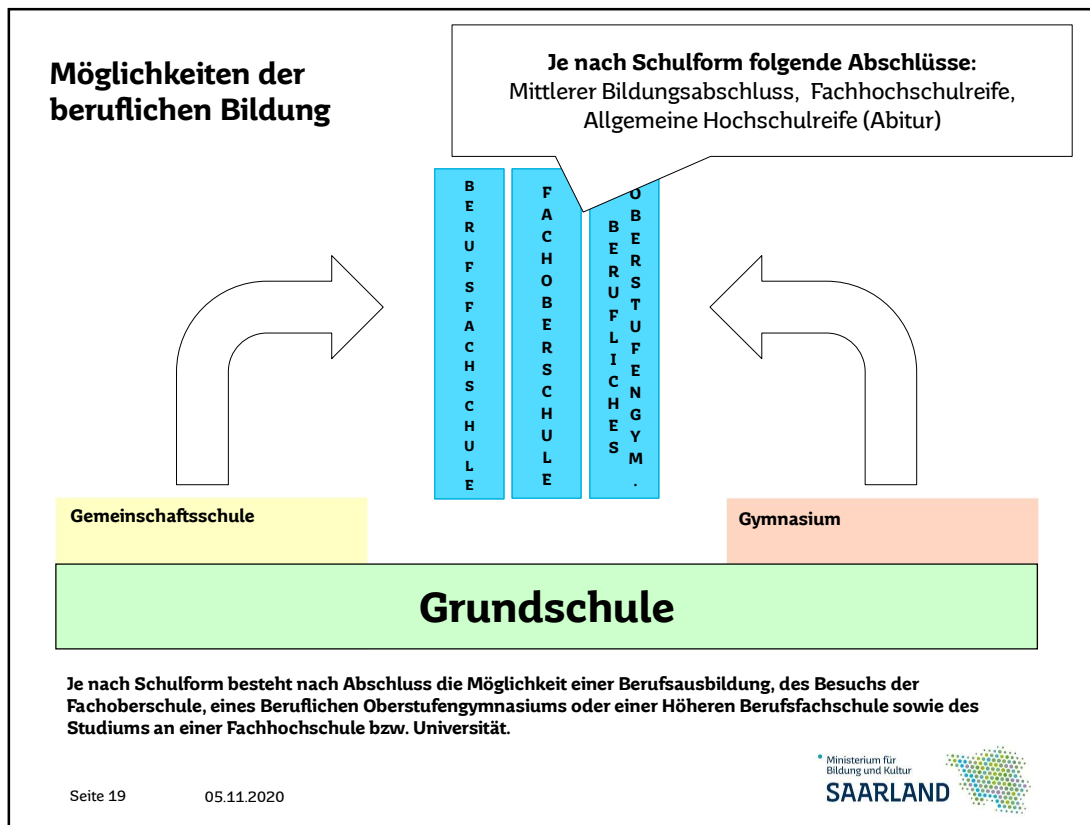 Möglichkeiten der
beruflichen Bildung
Je nach Schulform folgende Abschlüsse:
Mittlerer Bildungsabschluss, Fachhochschulreife,
Allgemeine Hochschulreife (Abitur)
BERUFSFACHSCHULE
FACHOBERSCHULE
BERUFLICHES
OBERSTUFENGYM.
Gemeinschaftsschule
Gymnasium
Grundschule
Je nach Schulform besteht nach Abschluss die Möglichkeit einer Berufsausbildung, des Besuchs der
Fachoberschule, eines Beruflichen Oberstufengymnasiums oder einer Höheren Berufsfachschule sowie des
Studiums an einer Fachhochschule bzw. Universität.
Seite 19
05.11.2020
Ministerium für
Bildung und Kultur
SAARLAND